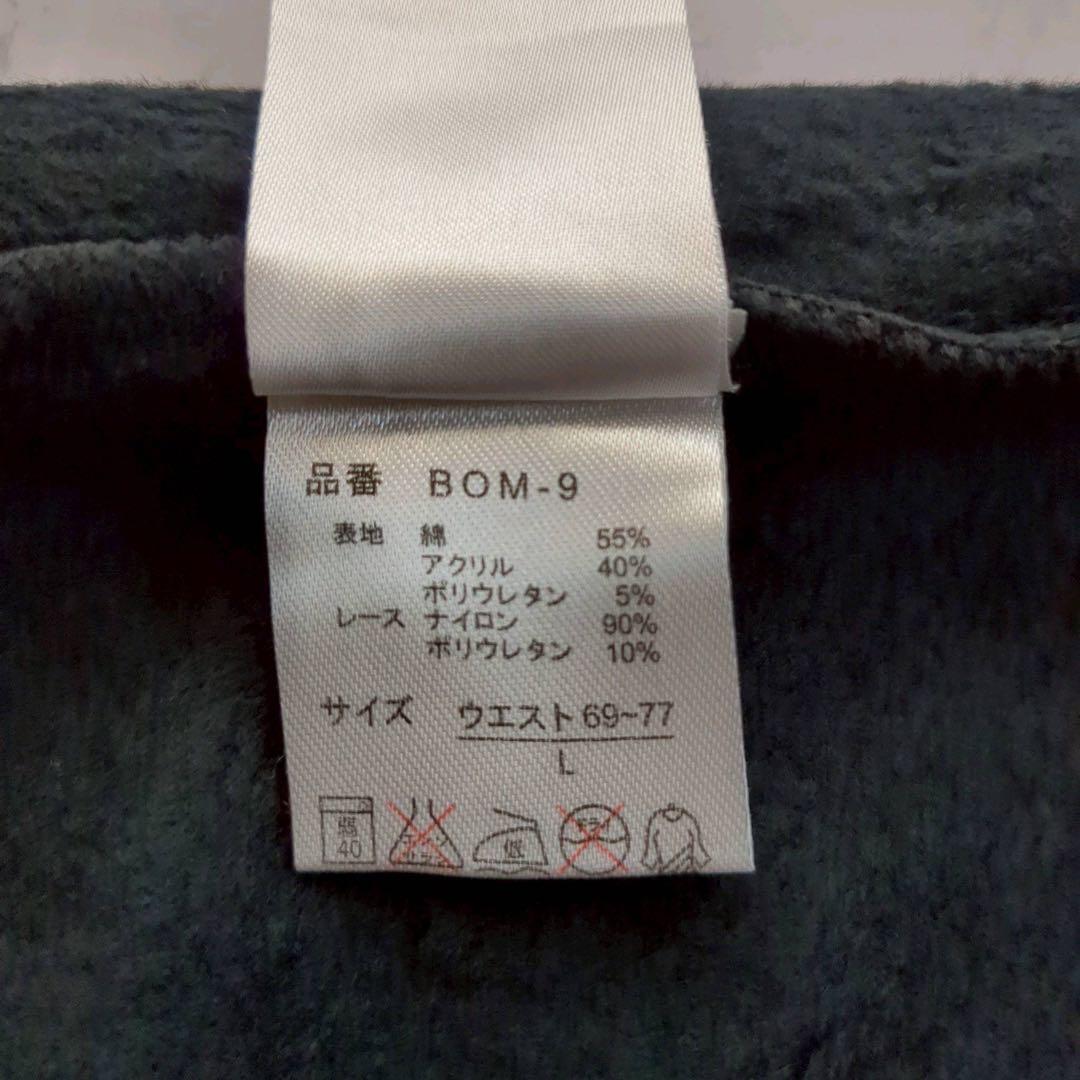 品番 BOM-9
表地 綿 55%
アクリル 40%
ポリウレタン 5%
レース ナイロン 90%
ポリウレタン 10%
サイズ ウエスト69~77
L
弱 40 低